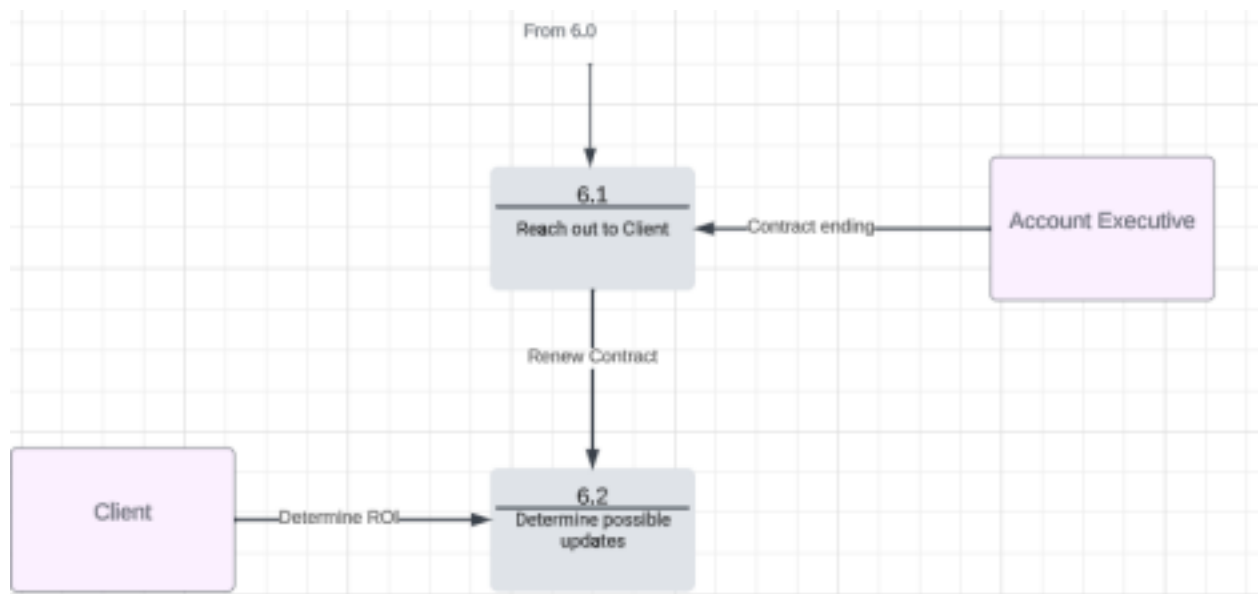 From 6.0
6.1
Reach out to Client
Contract ending
Account Executive
Renew Contract
Client
Determine ROI
6.2
Determine possible
updates